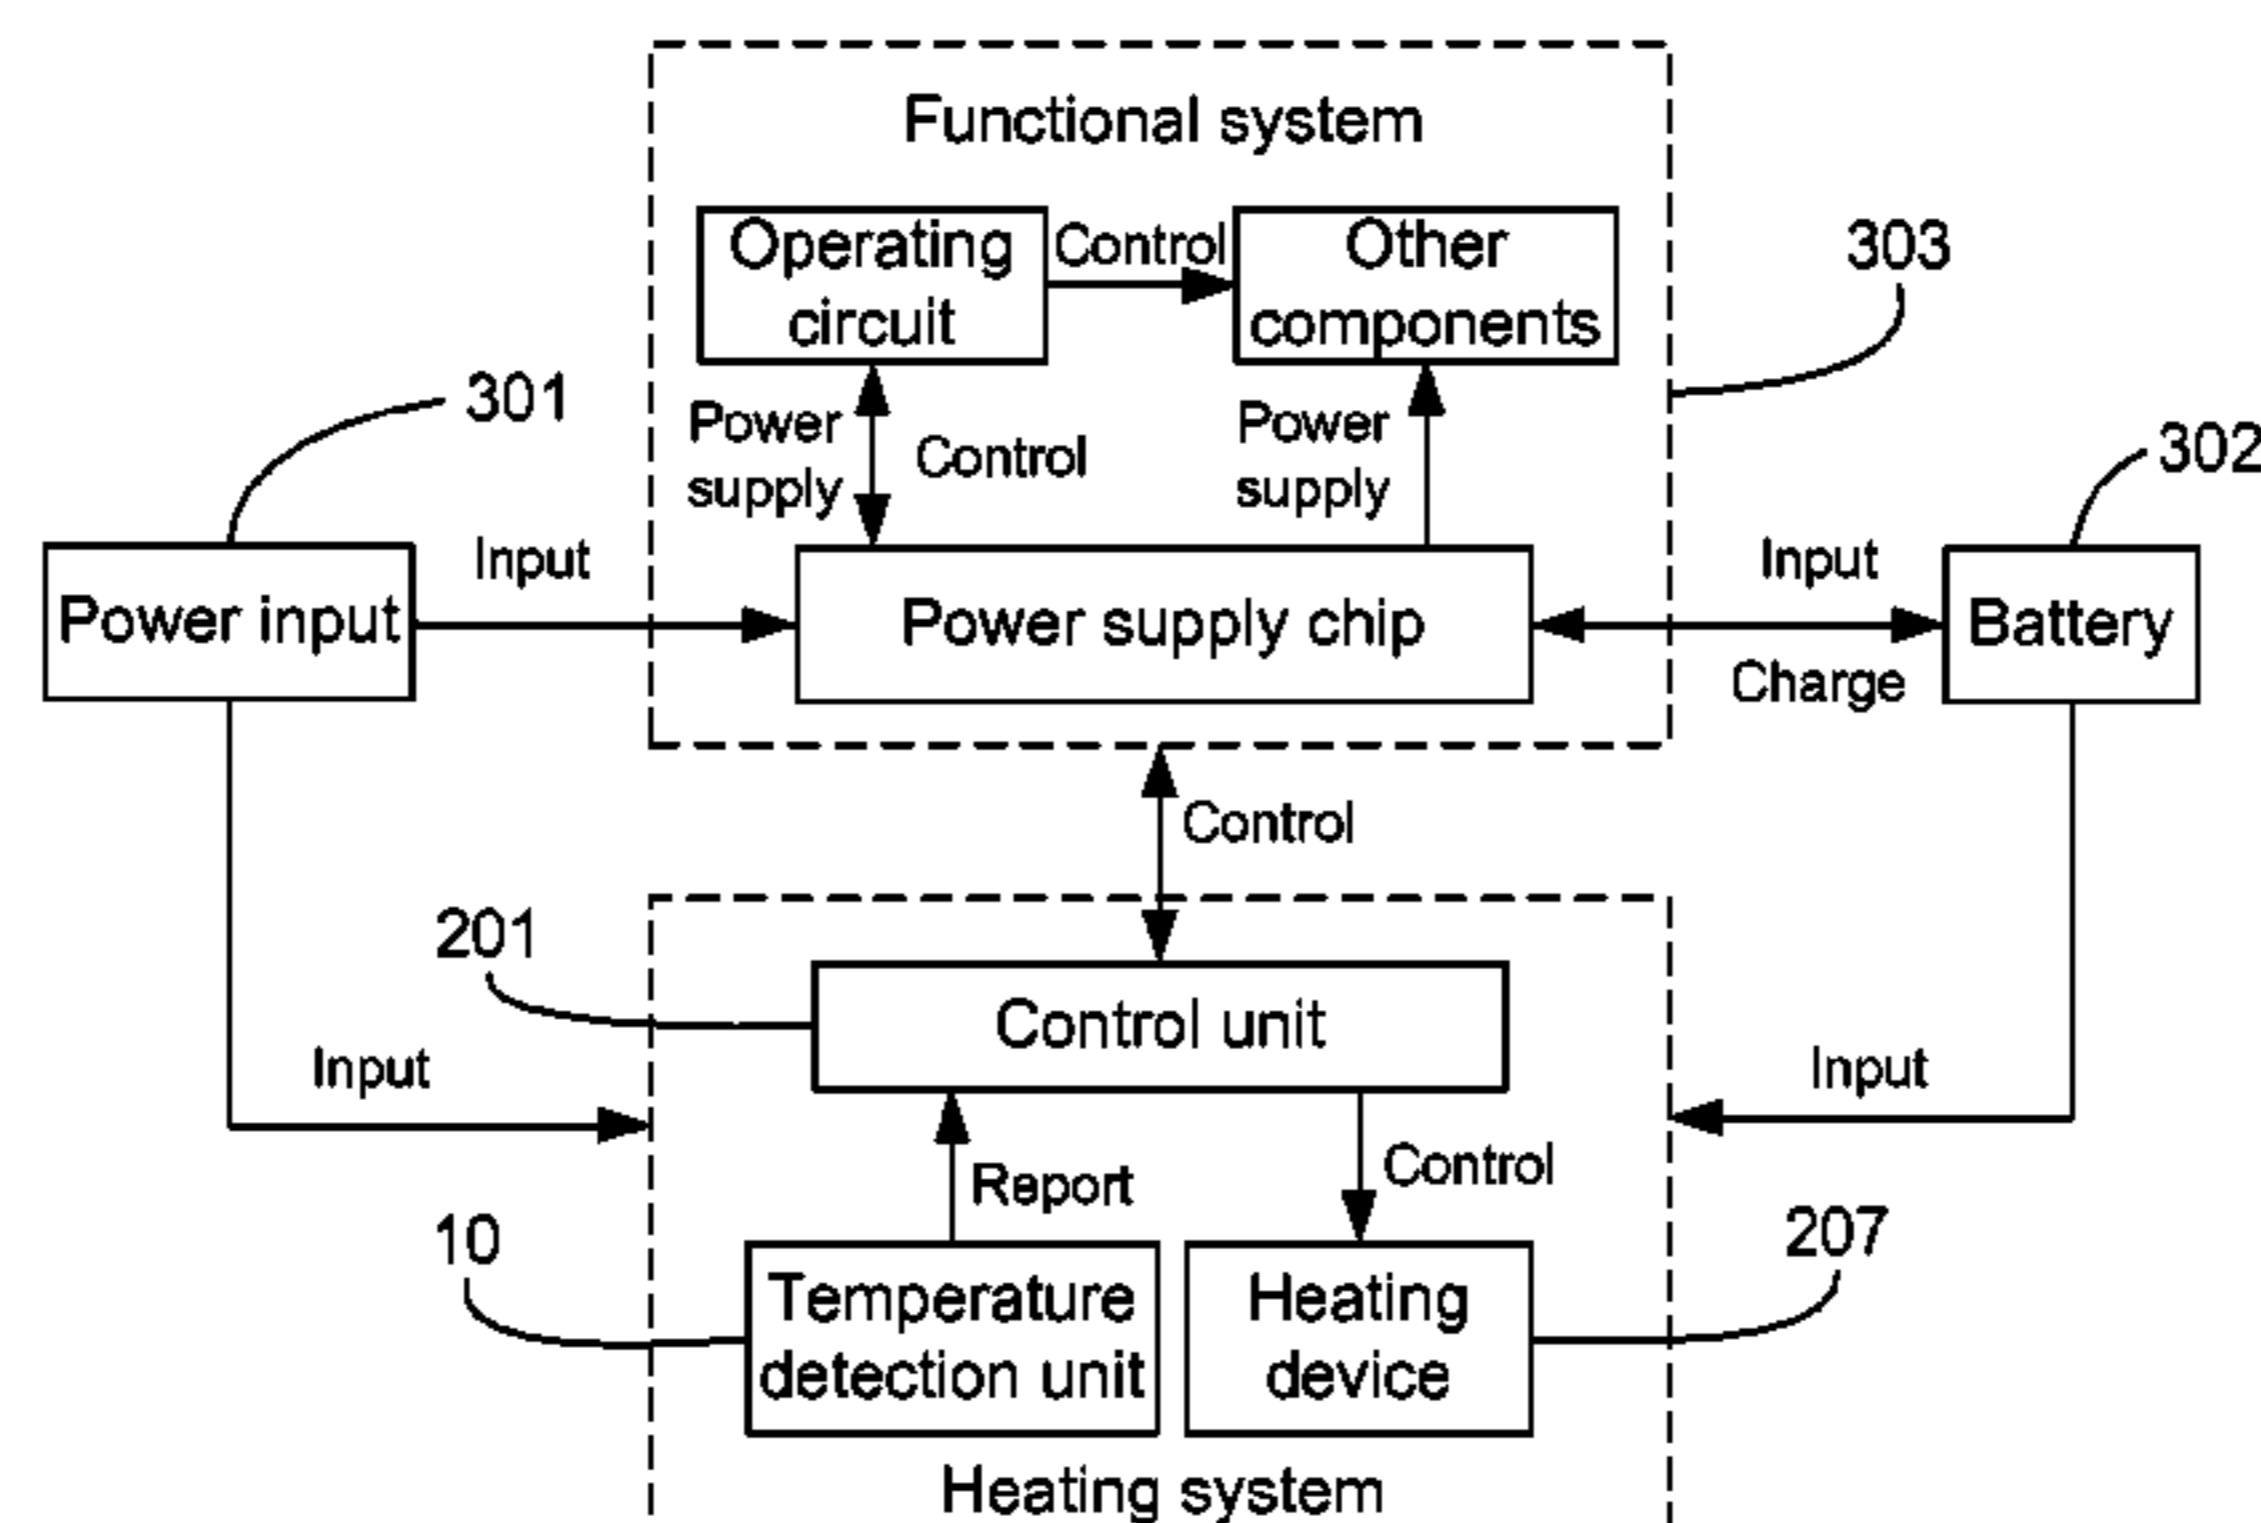 Functional system
Operating
circuit
Control
Other
components
303
301
Power
supply
Control
Power
supply
302
Power input
Input
Power supply chip
Input
Charge
Battery
Control
201
Control unit
Input
Input
Report
Control
10
207
Temperature
detection unit
Heating
device
Heating system